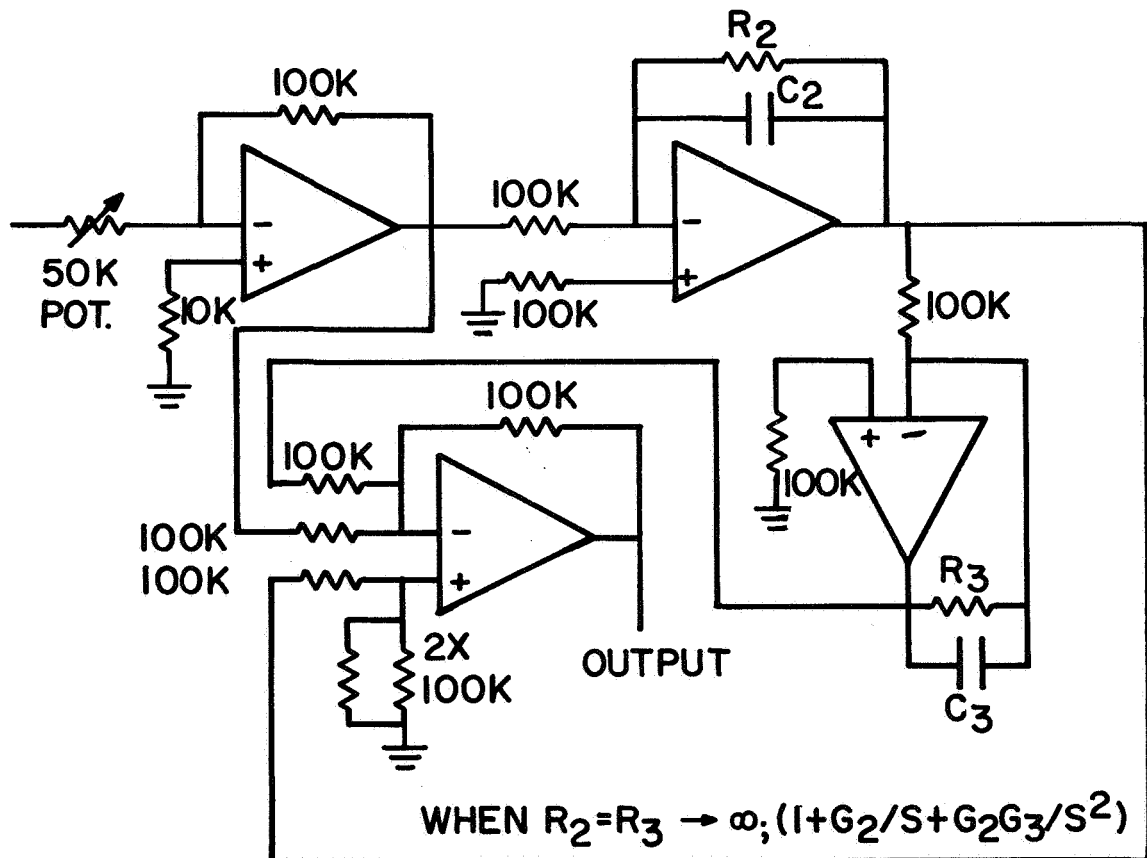 R2
100K
C2
100K
-
+
50K
POT.
10K
100K
-
+
100K
100K
100K
100K
+ -
100K
100K
-
100K
+
R3
2X
100K
OUTPUT
C3
WHEN R2=R3 → ∞; (1+G2/S+G2G3/S²)